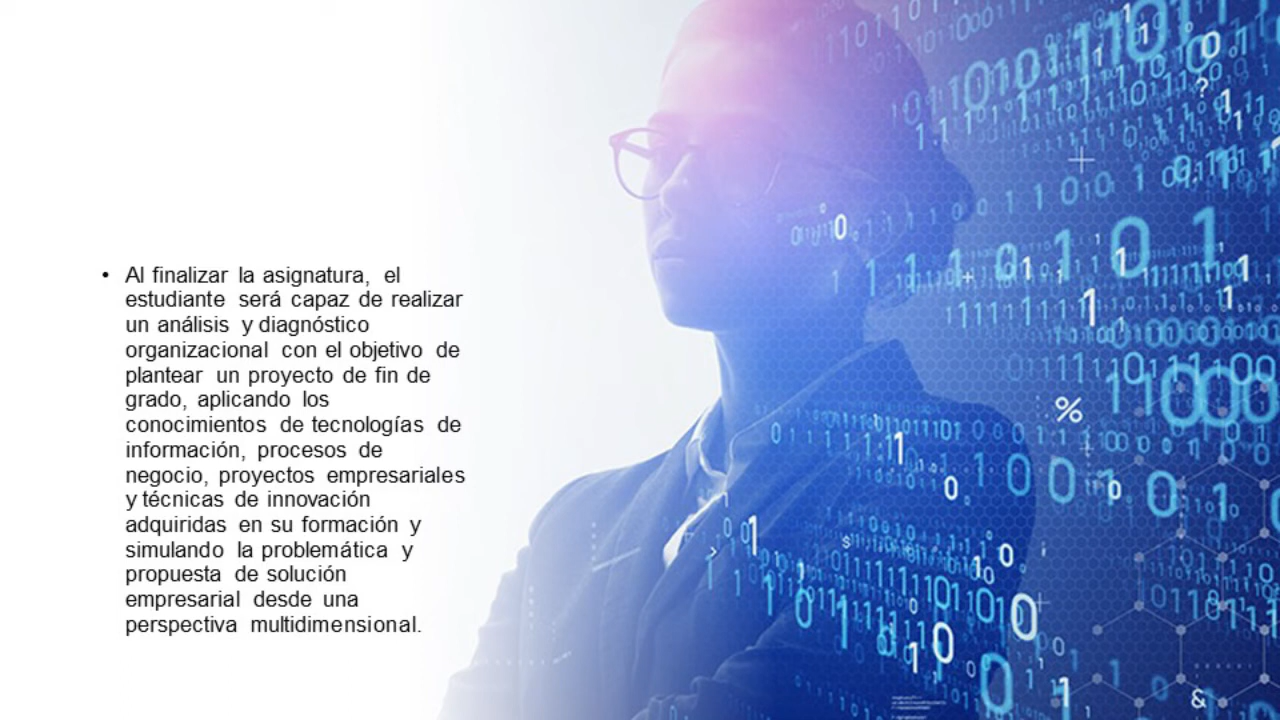 • Al finalizar la asignatura, el
estudiante será capaz de realizar
un análisis y diagnóstico
organizacional con el objetivo de
plantear un proyecto de fin de
grado, aplicando los
conocimientos de tecnologías de
información, procesos de
negocio, proyectos empresariales
y técnicas de innovación
adquiridas en su formación y
simulando la problemática y
propuesta de solución
empresarial desde una
perspectiva multidimensional.